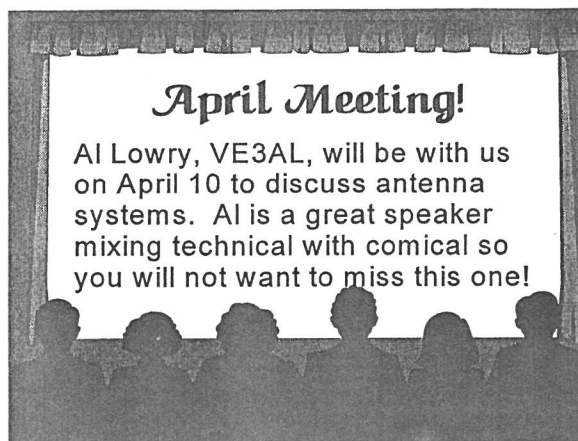 April Meeting!
Al Lowry, VE3AL, will be with us
on April 10 to discuss antenna
systems.  Al is a great speaker
mixing technical with comical so
you will not want to miss this one!